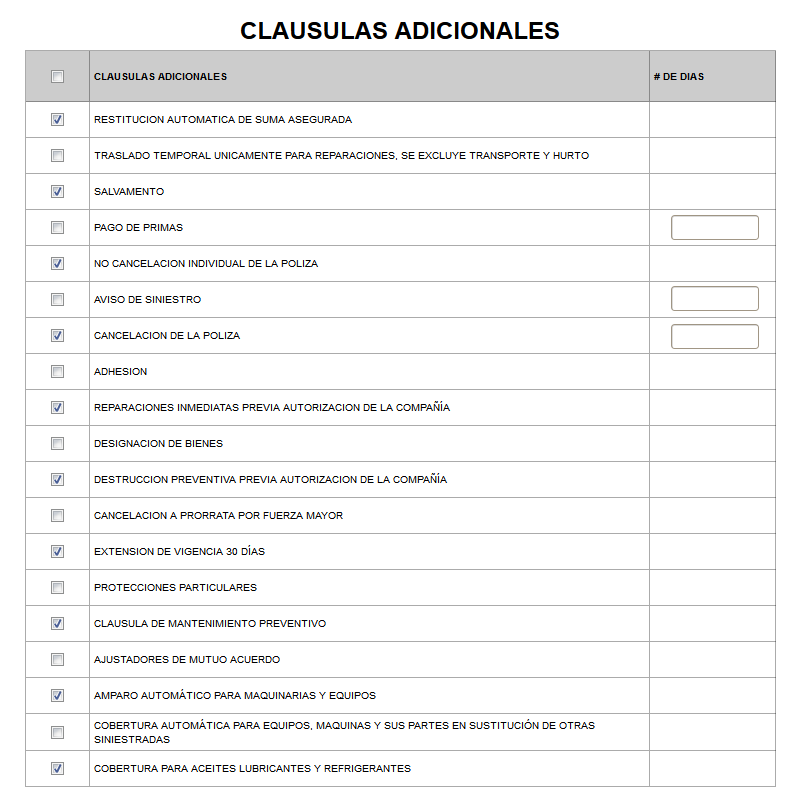 CLAUSULAS ADICIONALES
CLAUSULAS ADICIONALES # DE DIAS
RESTITUCION AUTOMATICA DE SUMA ASEGURADA
TRASLADO TEMPORAL UNICAMENTE PARA REPARACIONES, SE EXCLUYE TRANSPORTE Y HURTO
SALVAMENTO
PAGO DE PRIMAS
NO CANCELACION INDIVIDUAL DE LA POLIZA
AVISO DE SINIESTRO
CANCELACION DE LA POLIZA
ADHESION
REPARACIONES INMEDIATAS PREVIA AUTORIZACION DE LA COMPAÑÍA
DESIGNACION DE BIENES
DESTRUCCION PREVENTIVA PREVIA AUTORIZACION DE LA COMPAÑÍA
CANCELACION A PRORRATA POR FUERZA MAYOR
EXTENSION DE VIGENCIA 30 DÍAS
PROTECCIONES PARTICULARES
CLAUSULA DE MANTENIMIENTO PREVENTIVO
AJUSTADORES DE MUTUO ACUERDO
AMPARO AUTOMÁTICO PARA MAQUINARIAS Y EQUIPOS
COBERTURA AUTOMÁTICA PARA EQUIPOS, MAQUINAS Y SUS PARTES EN SUSTITUCIÓN DE OTRAS
SINIESTRADAS
COBERTURA PARA ACEITES LUBRICANTES Y REFRIGERANTES